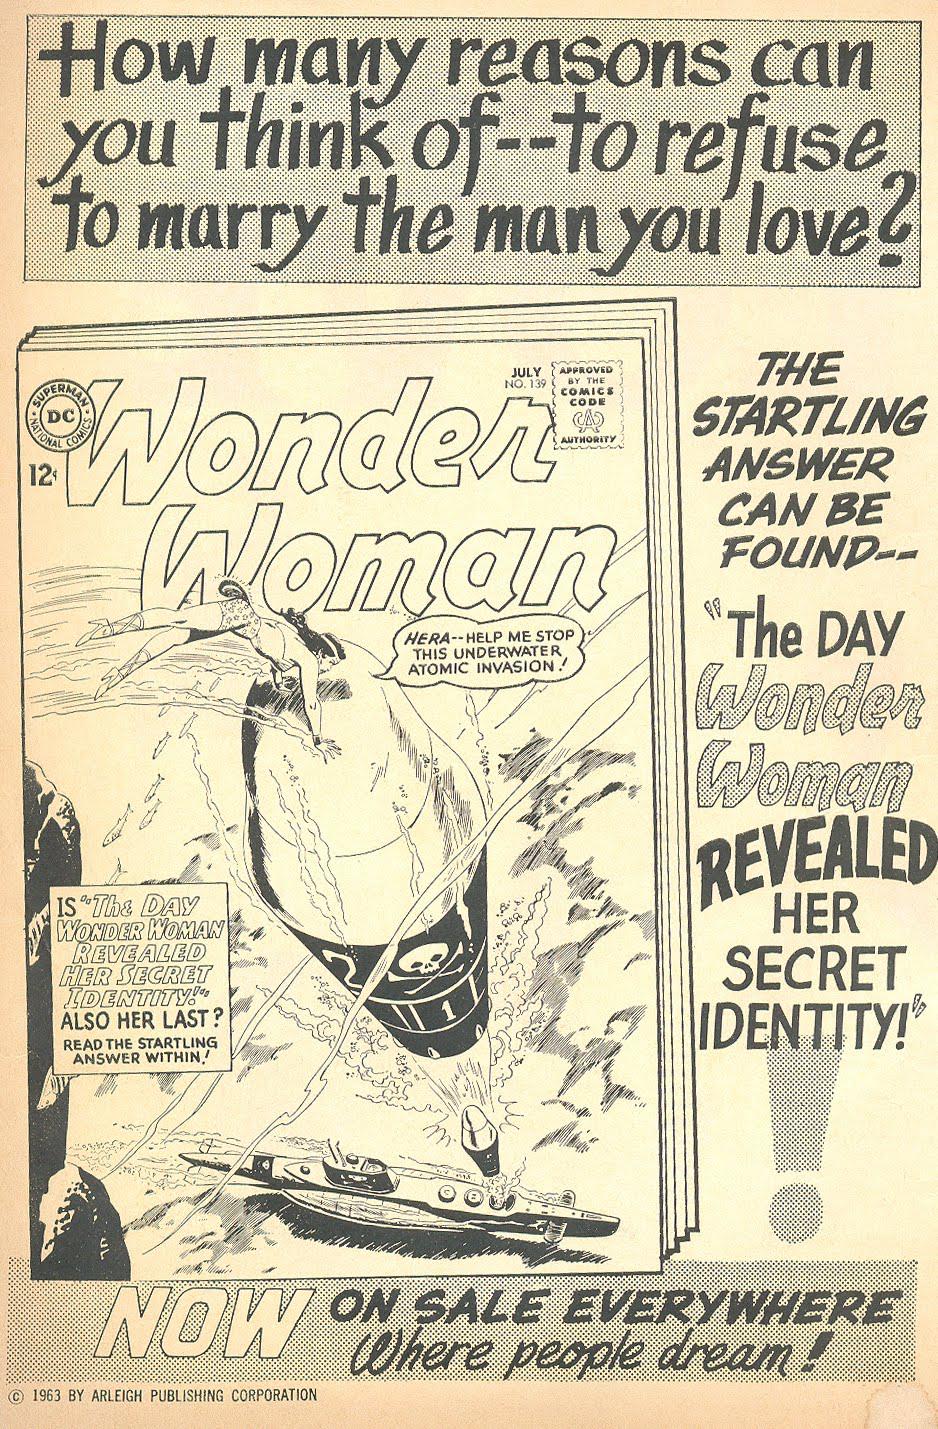 How many reasons can
you think of--to refuse
to marry the man you love?
SUPERMAN
DC
NATIONAL COMICS
12¢
JULY
NO. 139
APPROVED
BY THE
COMICS
CODE
CA
AUTHORITY
Wonder
Woman
HERA--HELP ME STOP
THIS UNDERWATER
ATOMIC INVASION!
IS "The DAY
WONDER WOMAN
REVEALED
HER SECRET
IDENTITY!"
ALSO HER LAST?
READ THE STARTLING
ANSWER WITHIN!
2
1
THE
STARTLING
ANSWER
CAN BE
FOUND--
"The DAY
Wonder
Woman
REVEALED
HER
SECRET
IDENTITY!"
!
NOW ON SALE EVERYWHERE
Where people dream!
© 1963 BY ARLEIGH PUBLISHING CORPORATION